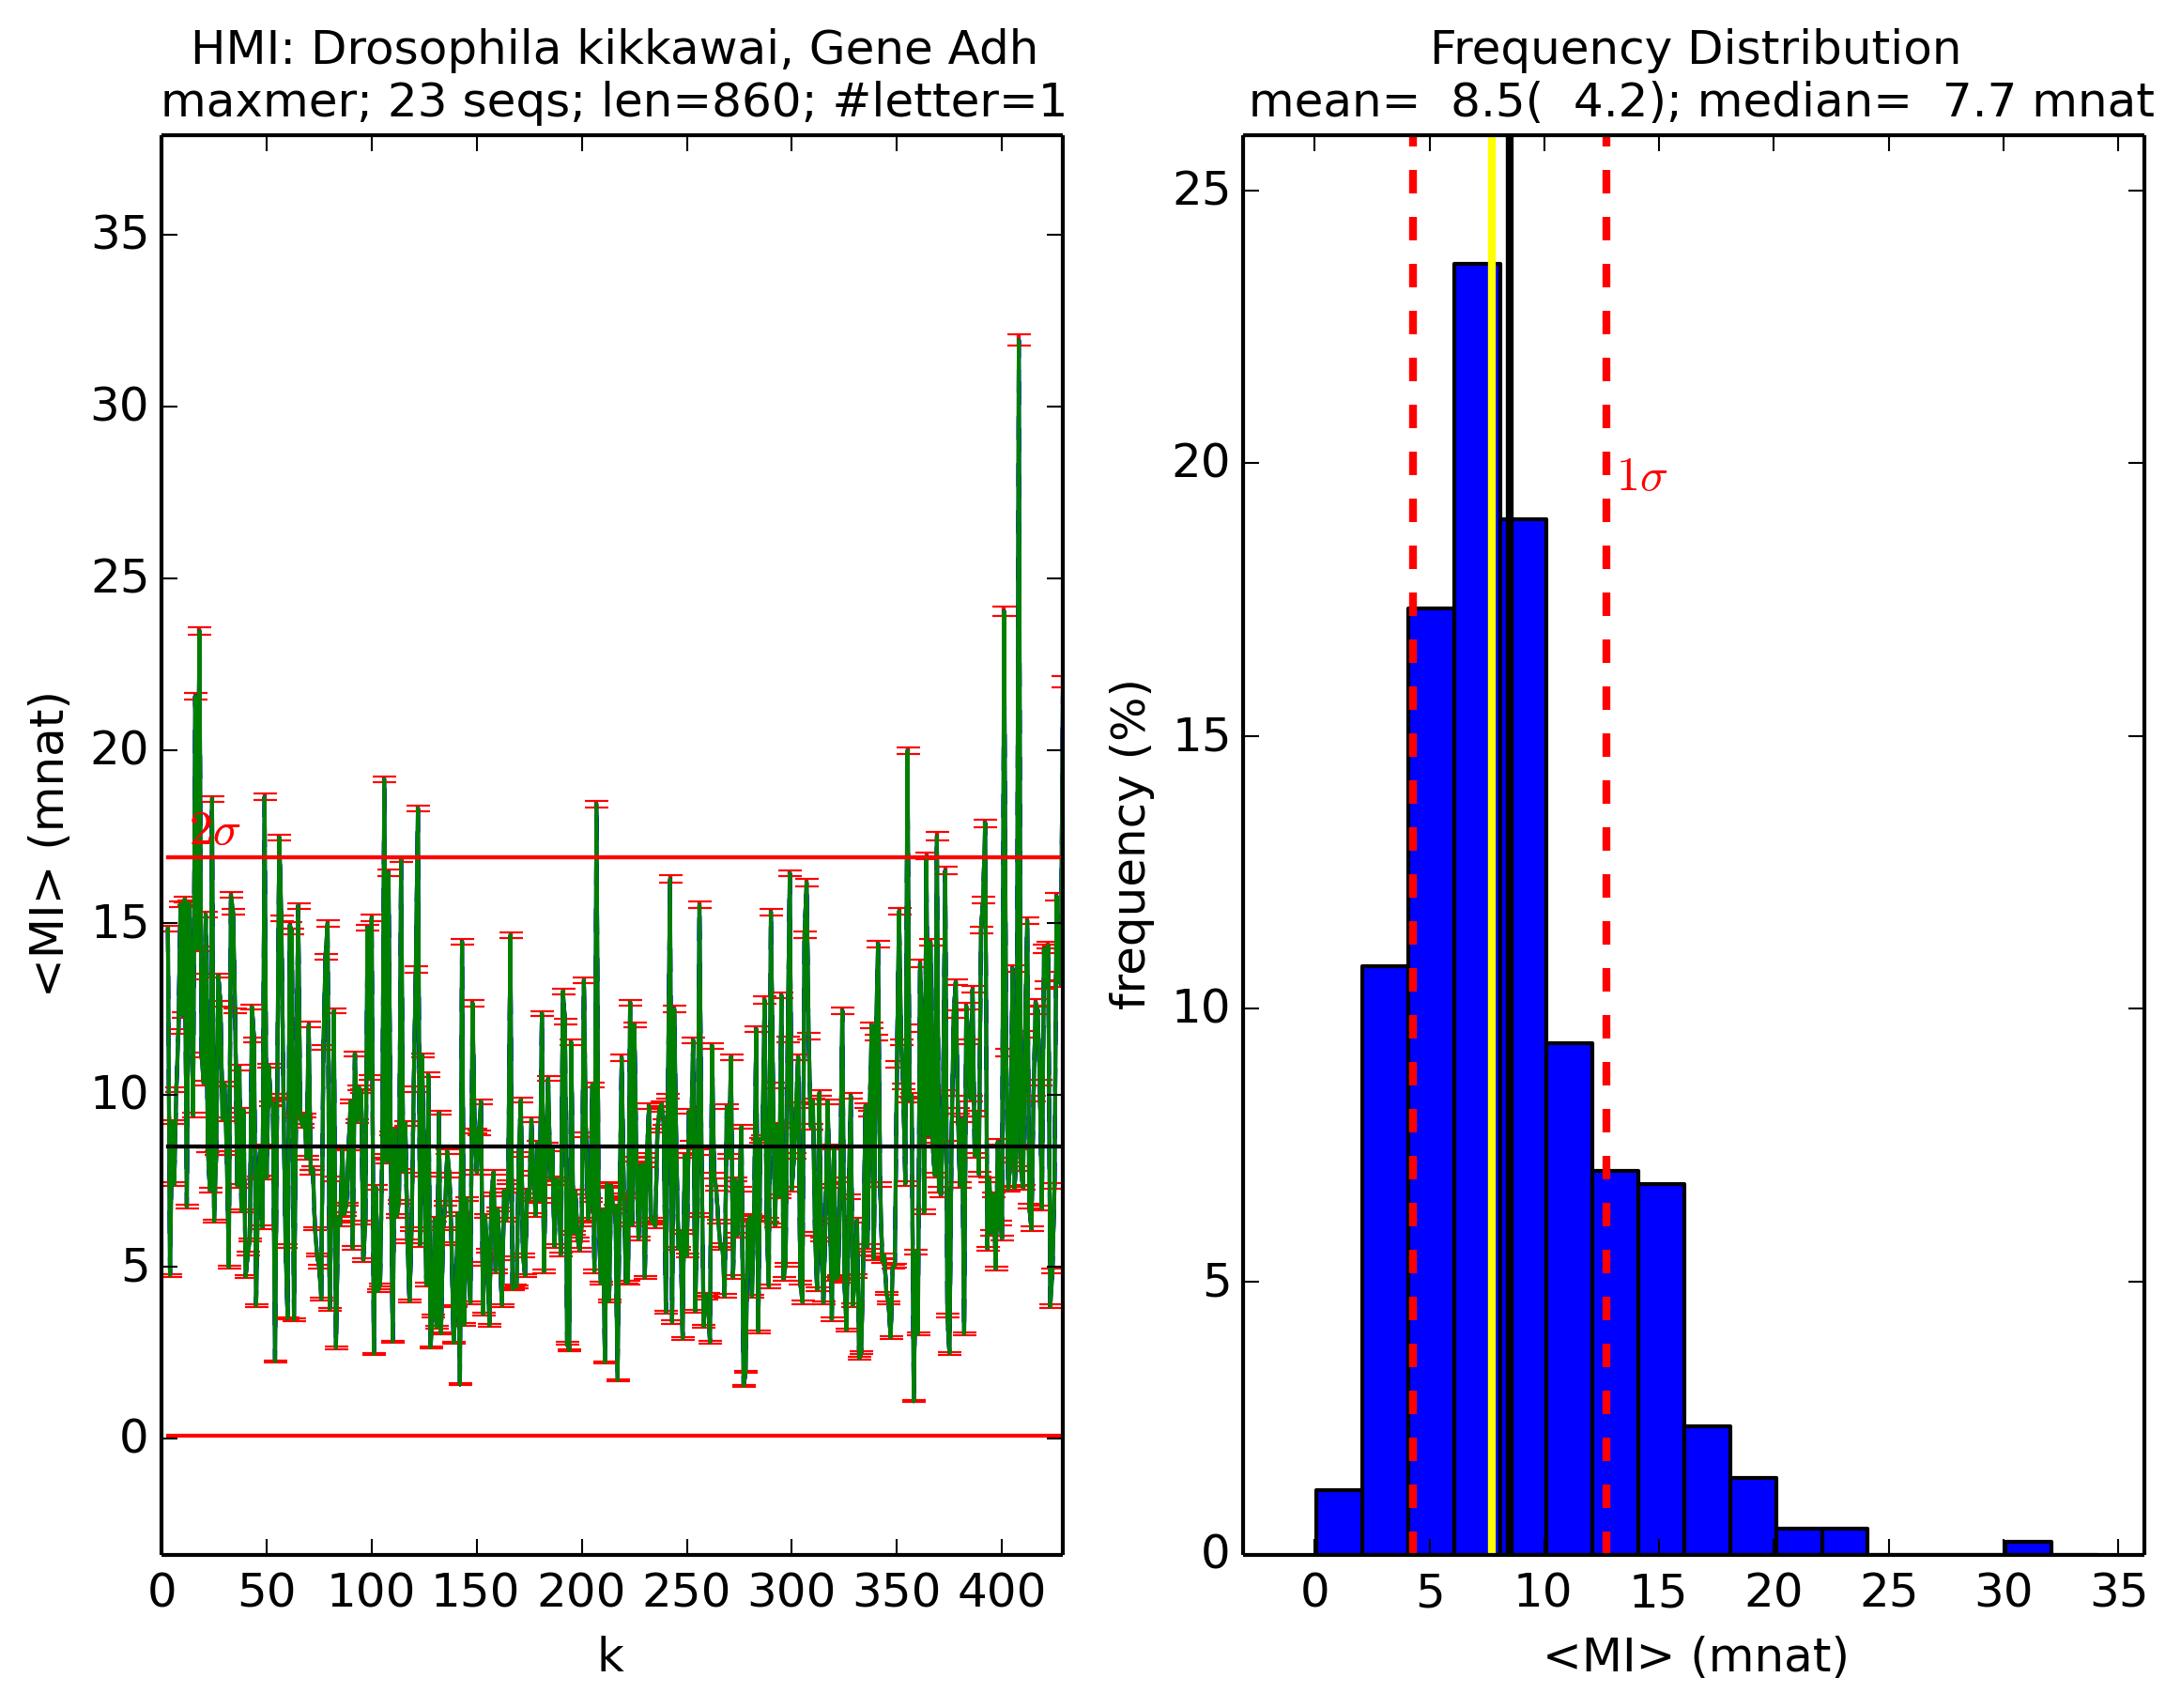 HMI: Drosophila kikkawai, Gene Adh
maxmer; 23 seqs; len=860; #letter=1
<MI> (mnat)
35
30
25
20
15
10
5
0
2σ
0 50 100 150 200 250 300 350 400
k
Frequency Distribution
mean=  8.5(  4.2); median=  7.7 mnat
frequency (%)
25
20
15
10
5
0
1σ
0 5 10 15 20 25 30 35
<MI> (mnat)